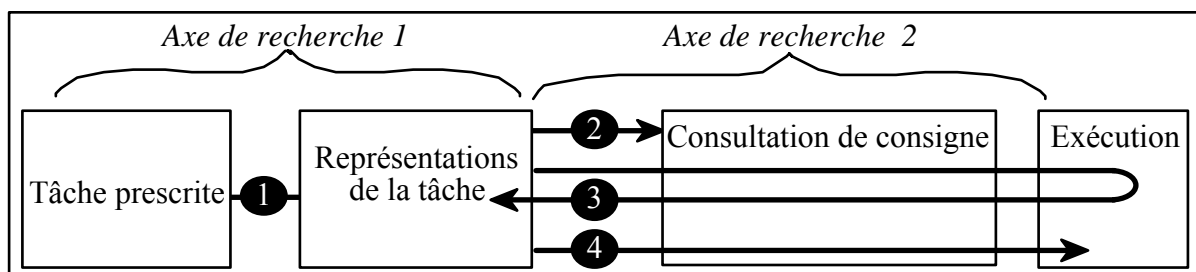 Axe de recherche 1
Axe de recherche 2
Tâche prescrite
1
Représentations
de la tâche
2
Consultation de consigne
Exécution
3
4